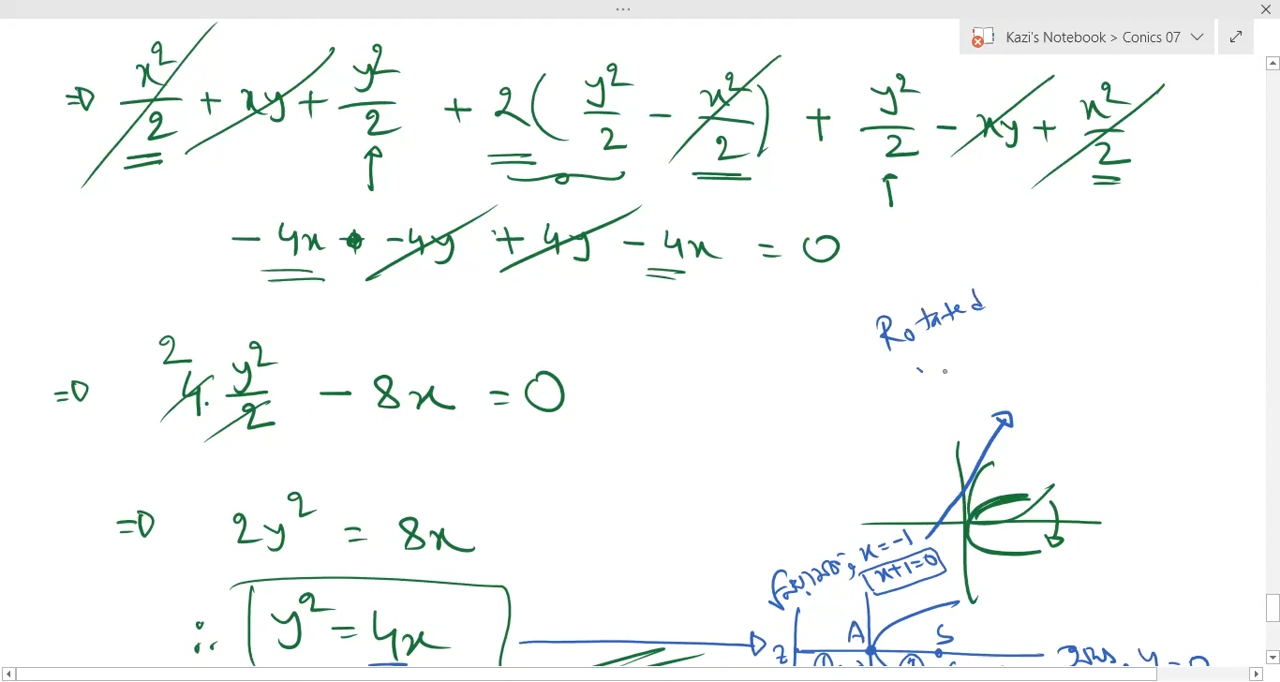 Kazi's Notebook > Conics 07
⇒ x²/2 + xy + y²/2 + 2( y²/2 − x²/2 ) + y²/2 − xy + x²/2
− 4x − 4y + 4y − 4x = 0
Rotated
⇒ 2 4. y²/2 − 8x = 0
⇒ 2y² = 8x
x = -1
x+1=0
∴ y² = 4x
Z A S
y = 0